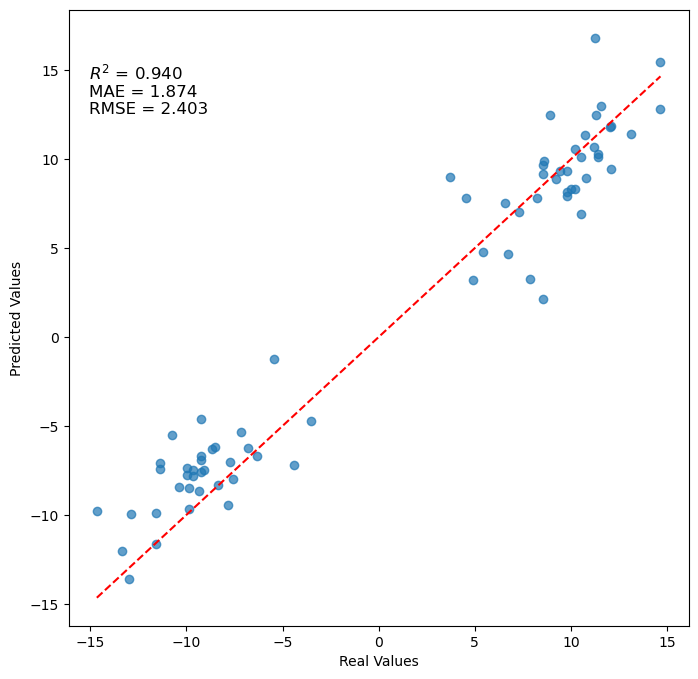 R² = 0.940
MAE = 1.874
RMSE = 2.403
15
10
5
0
−5
−10
−15
Predicted Values
−15 −10 −5 0 5 10 15
Real Values